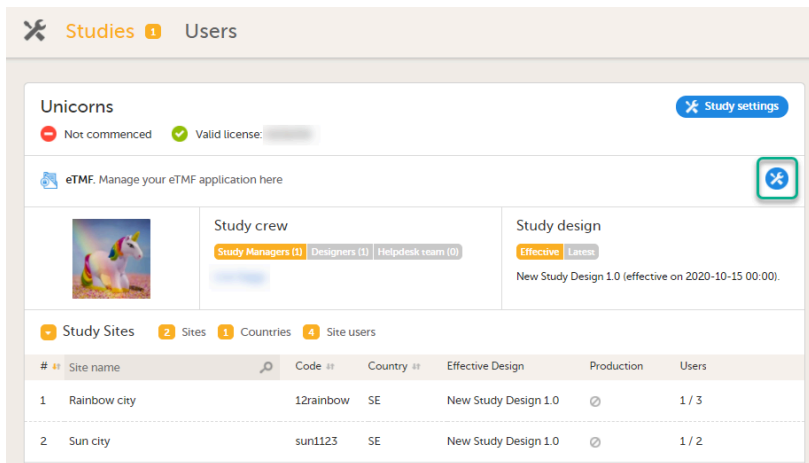 Studies 1 Users
Unicorns
Study settings
Not commenced Valid license:
eTMF. Manage your eTMF application here
Study crew
Study Managers (1) Designers (1) Helpdesk team (0)
Study design
Effective Latest
New Study Design 1.0 (effective on 2020-10-15 00:00).
Study Sites 2 Sites 1 Countries 4 Site users
# Site name Code Country Effective Design Production Users
1 Rainbow city 12rainbow SE New Study Design 1.0 1 / 3
2 Sun city sun1123 SE New Study Design 1.0 1 / 2